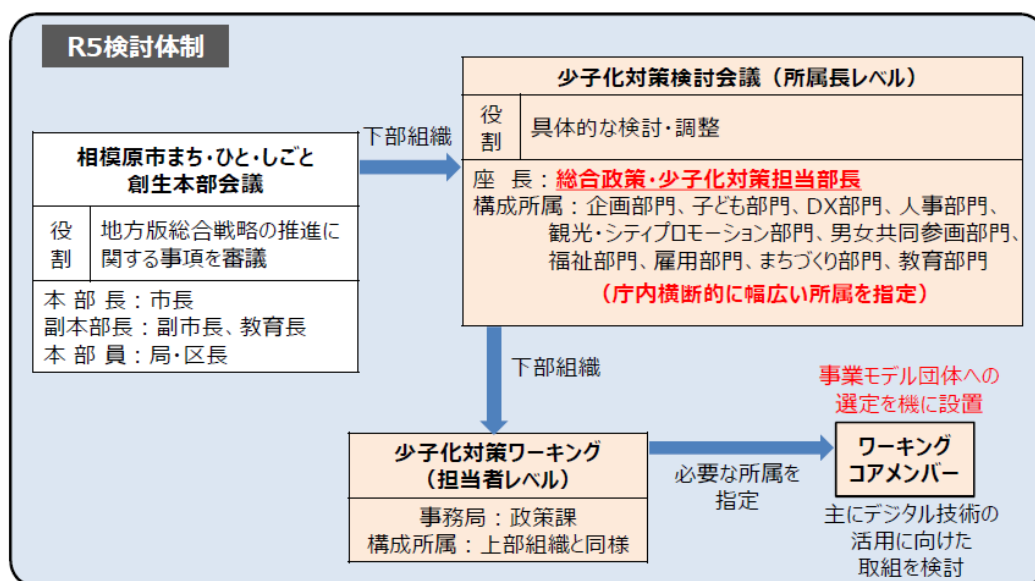 R5検討体制
相模原市まち・ひと・しごと
創生本部会議
役
割
地方版総合戦略の推進に
関する事項を審議
本 部 長：市長
副本部長：副市長、教育長
本 部 員：局・区長
下部組織
少子化対策検討会議（所属長レベル）
役
割
具体的な検討・調整
座 長：総合政策・少子化対策担当部長
構成所属：企画部門、子ども部門、DX部門、人事部門、
観光・シティプロモーション部門、男女共同参画部門、
福祉部門、雇用部門、まちづくり部門、教育部門
（庁内横断的に幅広い所属を指定）
下部組織
少子化対策ワーキング
（担当者レベル）
事務局：政策課
構成所属：上部組織と同様
必要な所属を
指定
事業モデル団体への
選定を機に設置
ワーキング
コアメンバー
主にデジタル技術の
活用に向けた
取組を検討